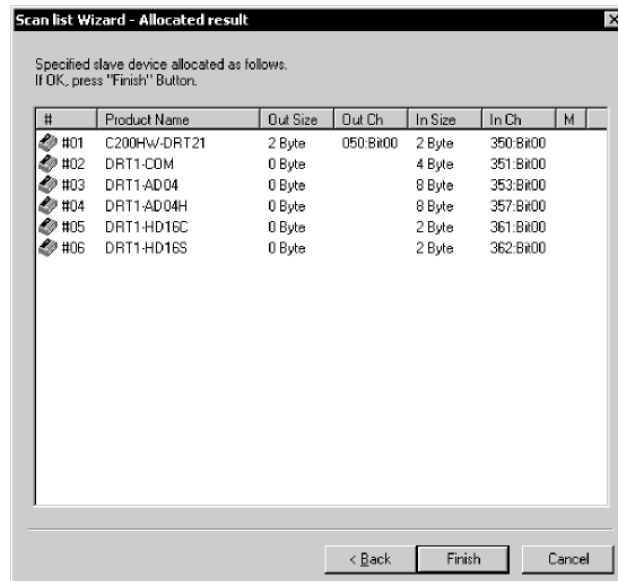 Scan list Wizard - Allocated result
Specified slave device allocated as follows.
If OK, press "Finish" Button.
# Product Name Out Size Out Ch In Size In Ch M
#01 C200HW-DRT21 2 Byte 050:Bit00 2 Byte 350:Bit00
#02 DRT1-COM 0 Byte 4 Byte 351:Bit00
#03 DRT1-AD04 0 Byte 8 Byte 353:Bit00
#04 DRT1-AD04H 0 Byte 8 Byte 357:Bit00
#05 DRT1-HD16C 0 Byte 2 Byte 361:Bit00
#06 DRT1-HD16S 0 Byte 2 Byte 362:Bit00
< Back Finish Cancel